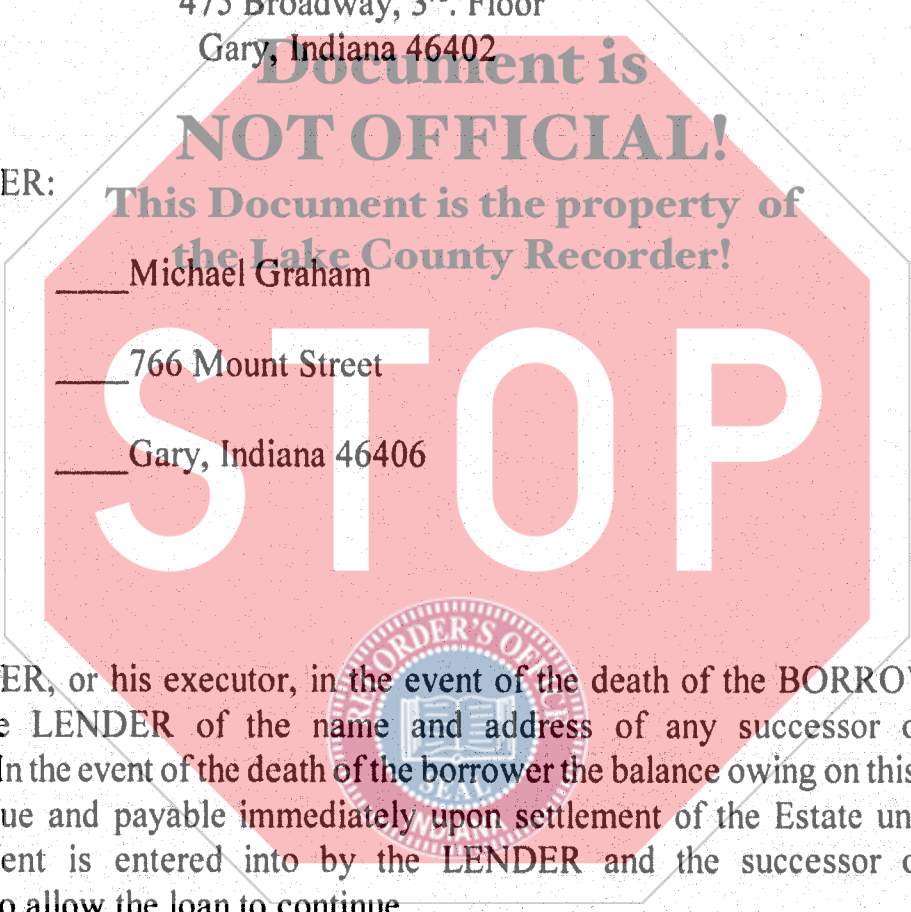 475 Broadway, 3rd. Floor
Gary, Indiana 46402
Document is
NOT OFFICIAL!
ER:
This Document is the property of
the Lake County Recorder!
____Michael Graham
____766 Mount Street
____Gary, Indiana 46406
STOP
RECORDER'S OFFICE
SEAL
INDIANA
ER, or his executor, in the event of the death of the BORROW
e LENDER of the name and address of any successor o
In the event of the death of the borrower the balance owing on this
ue and payable immediately upon settlement of the Estate un
ent is entered into by the LENDER and the successor o
o allow the loan to continue